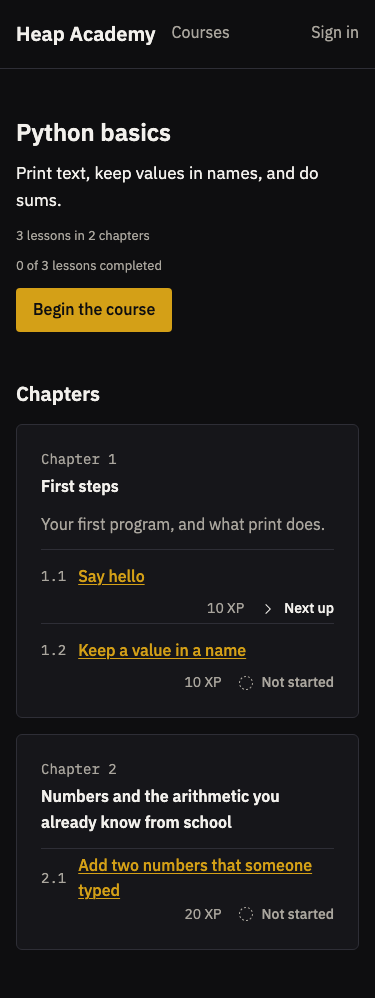 Heap Academy Courses Sign in
Python basics
Print text, keep values in names, and do
sums.
3 lessons in 2 chapters
0 of 3 lessons completed
Begin the course
Chapters
Chapter 1
First steps
Your first program, and what print does.
1.1 Say hello
10 XP Next up
1.2 Keep a value in a name
10 XP Not started
Chapter 2
Numbers and the arithmetic you
already know from school
2.1 Add two numbers that someone
typed
20 XP Not started